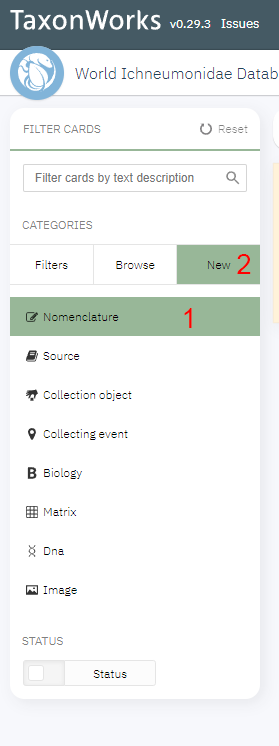 TaxonWorks v0.29.3 Issues
World Ichneumonidae Datab
FILTER CARDS Reset
Filter cards by text description
CATEGORIES
Filters Browse New 2
Nomenclature 1
Source
Collection object
Collecting event
B Biology
Matrix
Dna
Image
STATUS
Status